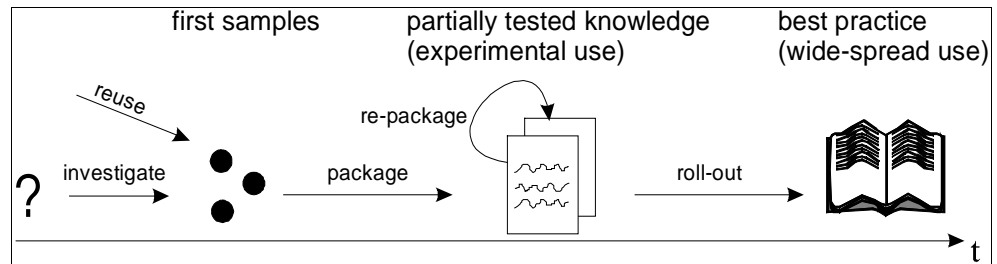 first samples
partially tested knowledge
(experimental use)
best practice
(wide-spread use)
reuse
re-package
?
investigate
package
roll-out
t